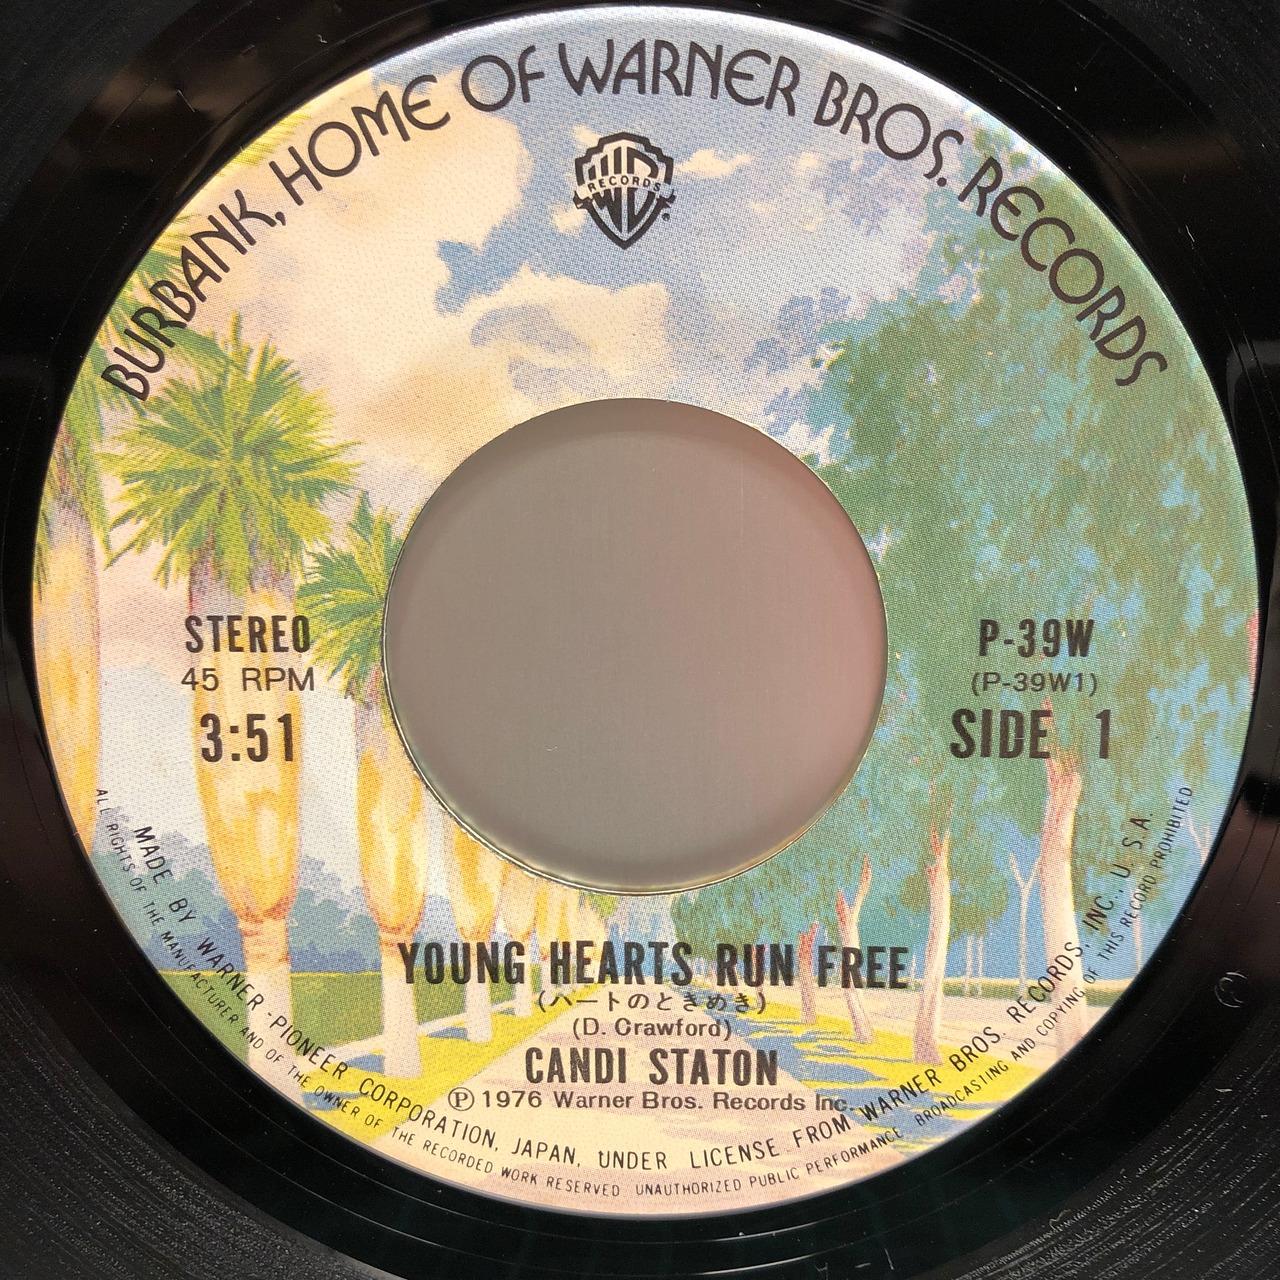 BURBANK, HOME OF WARNER BROS. RECORDS
RECORDS
STEREO
45 RPM
3:51
P-39W
(P-39W1)
SIDE 1
YOUNG HEARTS RUN FREE
(ハートのときめき)
(D. Crawford)
CANDI STATON
Ⓟ 1976 Warner Bros. Records Inc.
MADE BY WARNER-PIONEER CORPORATION, JAPAN, UNDER LICENSE FROM WARNER BROS. RECORDS, INC., U. S. A.
ALL RIGHTS OF THE MANUFACTURER AND OF THE OWNER OF THE RECORDED WORK RESERVED UNAUTHORIZED PUBLIC PERFORMANCE BROADCASTING AND COPYING OF THIS RECORD PROHIBITED